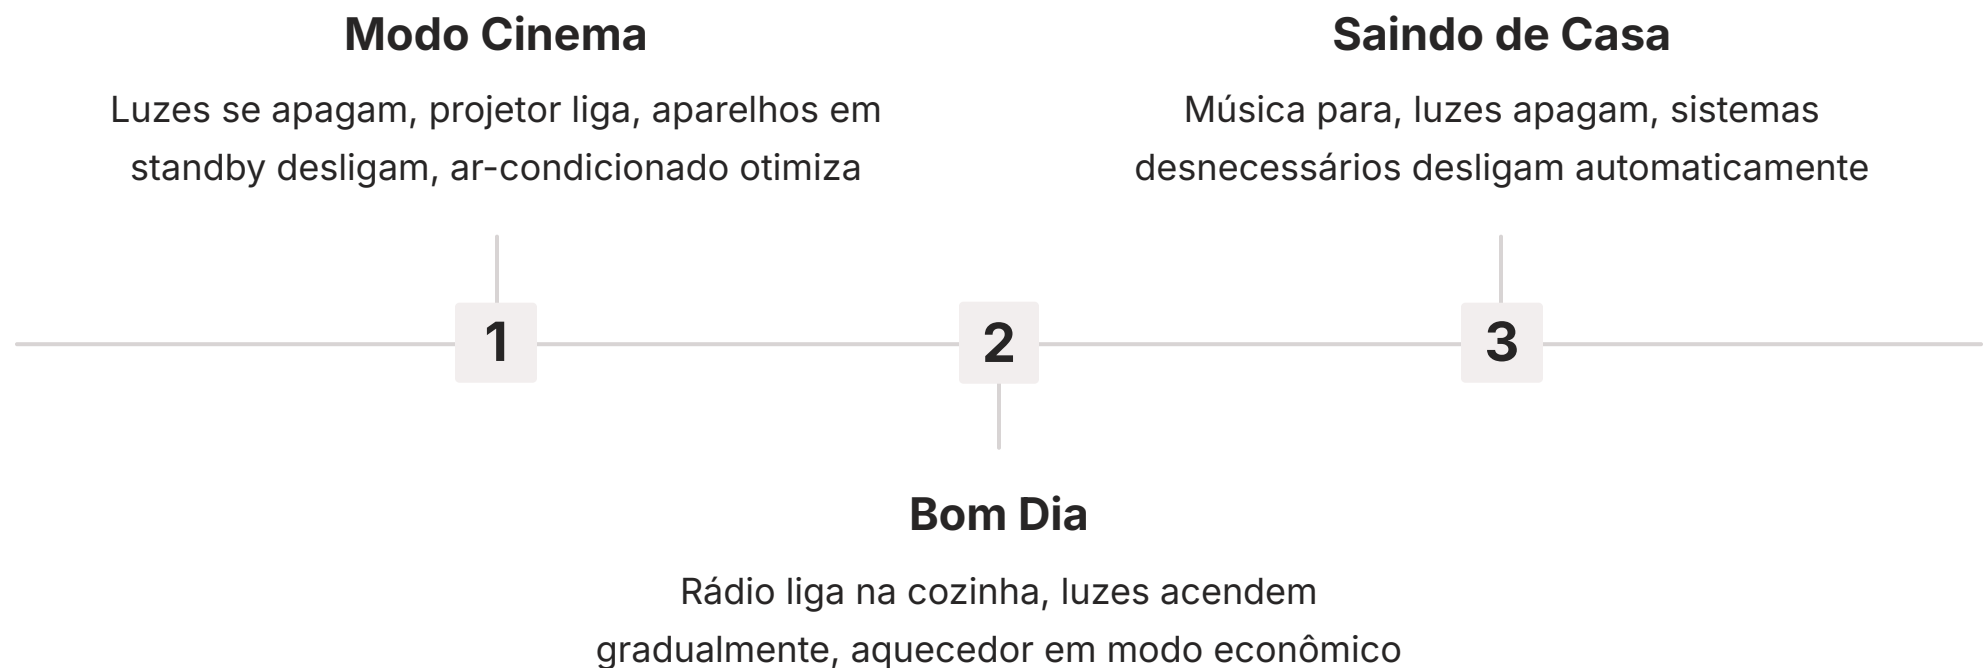 Modo Cinema
Luzes se apagam, projetor liga, aparelhos em
standby desligam, ar-condicionado otimiza
1
2
Bom Dia
Rádio liga na cozinha, luzes acendem
gradualmente, aquecedor em modo econômico
Saindo de Casa
Música para, luzes apagam, sistemas
desnecessários desligam automaticamente
3